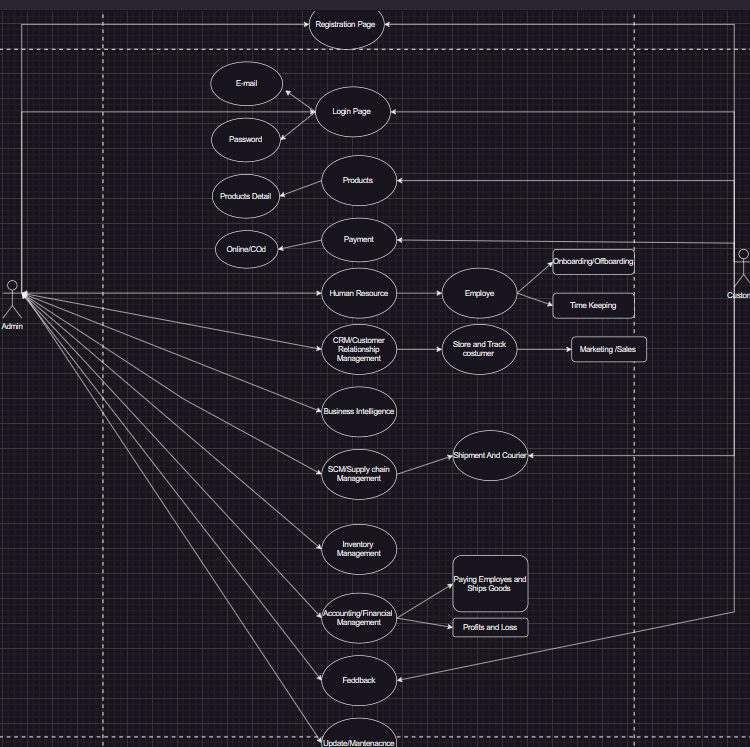 Registration Page
E-mail
Login Page
Password
Products
Products Detail
Payment
Online/COd
Onboarding/Offboarding
Human Resource
Employe
Time Keeping
Admin
Custom
CRM/Customer
Relationship
Management
Store and Track
costumer
Marketing /Sales
Business Intelligence
SCM/Supply chain
Management
Shipment And Courier
Inventory
Management
Paying Employes and
Ships Goods
Accounting/Financial
Management
Profits and Loss
Feddback
Update/Mantenacnce